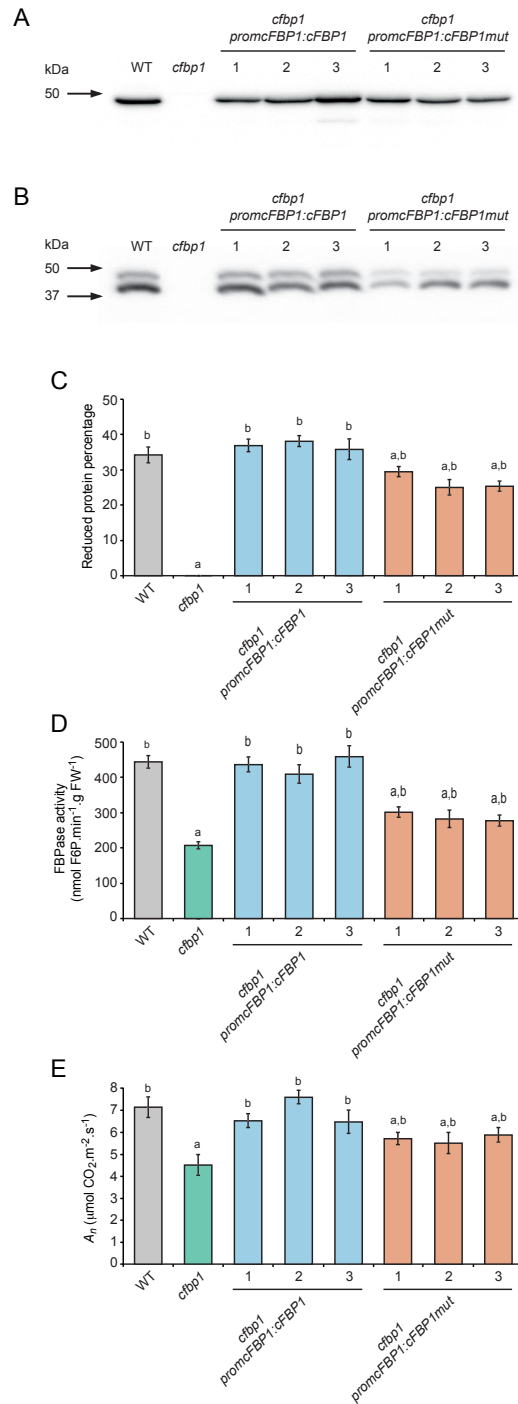 A
cfbp1 cfbp1
promcFBP1:cFBP1 promcFBP1:cFBP1mut
kDa WT cfbp1 1 2 3 1 2 3
50
B
cfbp1 cfbp1
promcFBP1:cFBP1 promcFBP1:cFBP1mut
kDa WT cfbp1 1 2 3 1 2 3
50
37
C
Reduced protein percentage
50
40
30
20
10
0
b a b b b a,b a,b a,b
WT cfbp1 1 2 3 1 2 3
cfbp1
promcFBP1:cFBP1
cfbp1
promcFBP1:cFBP1mut
D
FBPase activity
(nmol F6P.min⁻¹.g FW⁻¹)
500
400
300
200
100
0
b a b b b a,b a,b a,b
WT cfbp1 1 2 3 1 2 3
cfbp1
promcFBP1:cFBP1
cfbp1
promcFBP1:cFBP1mut
E
Aₙ (µmol CO₂.m⁻².s⁻¹)
8
7
6
5
4
3
2
1
0
b a b b b a,b a,b a,b
WT cfbp1 1 2 3 1 2 3
cfbp1
promcFBP1:cFBP1
cfbp1
promcFBP1:cFBP1mut